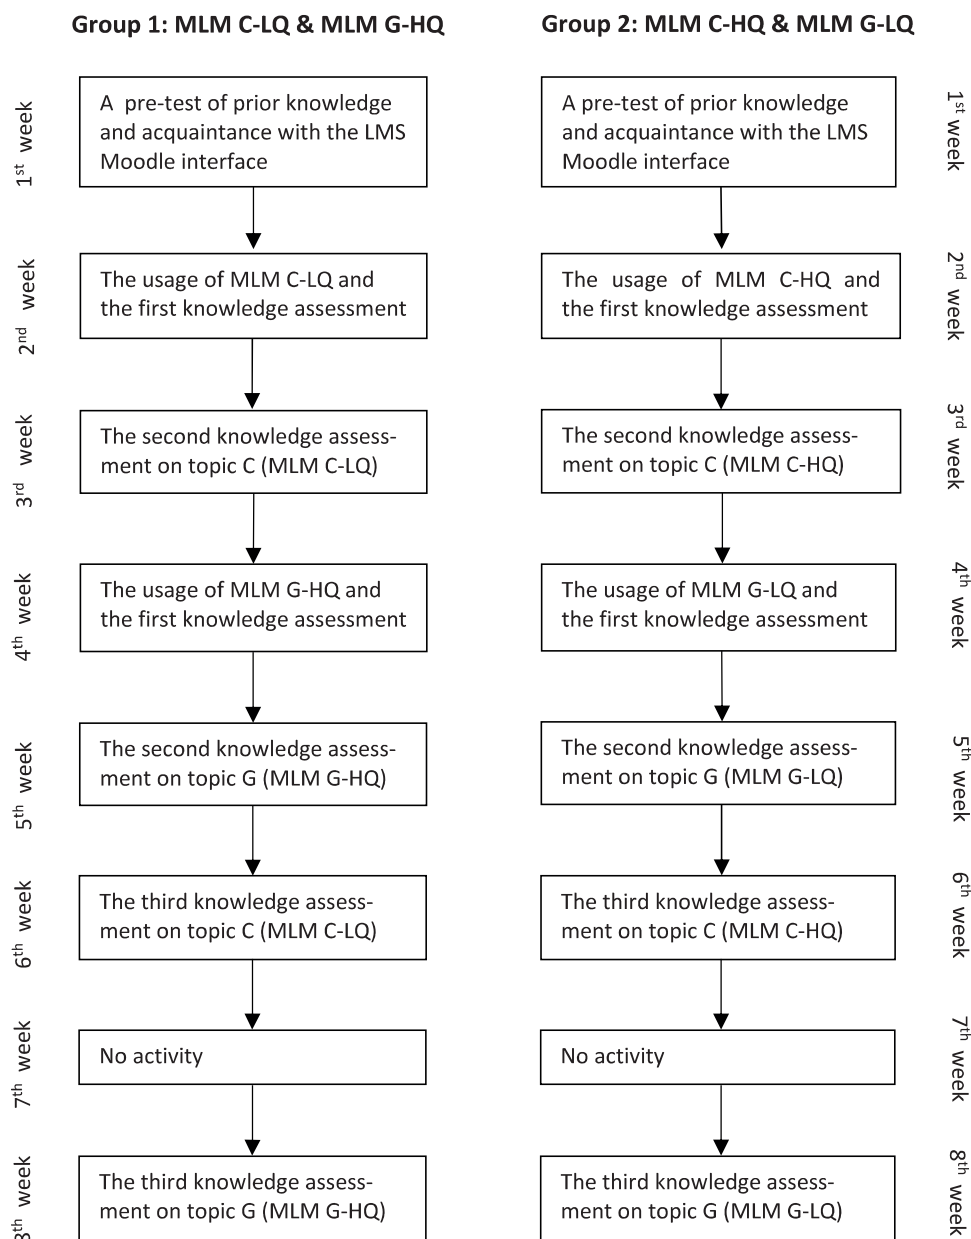 Group 1: MLM C-LQ & MLM G-HQ
Group 2: MLM C-HQ & MLM G-LQ
1st week
A pre-test of prior knowledge
and acquaintance with the LMS
Moodle interface
A pre-test of prior knowledge
and acquaintance with the LMS
Moodle interface
1st week
2nd week
The usage of MLM C-LQ and
the first knowledge assessment
The usage of MLM C-HQ and
the first knowledge assessment
2nd week
3rd week
The second knowledge assess-
ment on topic C (MLM C-LQ)
The second knowledge assess-
ment on topic C (MLM C-HQ)
3rd week
4th week
The usage of MLM G-HQ and
the first knowledge assessment
The usage of MLM G-LQ and
the first knowledge assessment
4th week
5th week
The second knowledge assess-
ment on topic G (MLM G-HQ)
The second knowledge assess-
ment on topic G (MLM G-LQ)
5th week
6th week
The third knowledge assess-
ment on topic C (MLM C-LQ)
The third knowledge assess-
ment on topic C (MLM C-HQ)
6th week
7th week
No activity
No activity
7th week
8th week
The third knowledge assess-
ment on topic G (MLM G-HQ)
The third knowledge assess-
ment on topic G (MLM G-LQ)
8th week